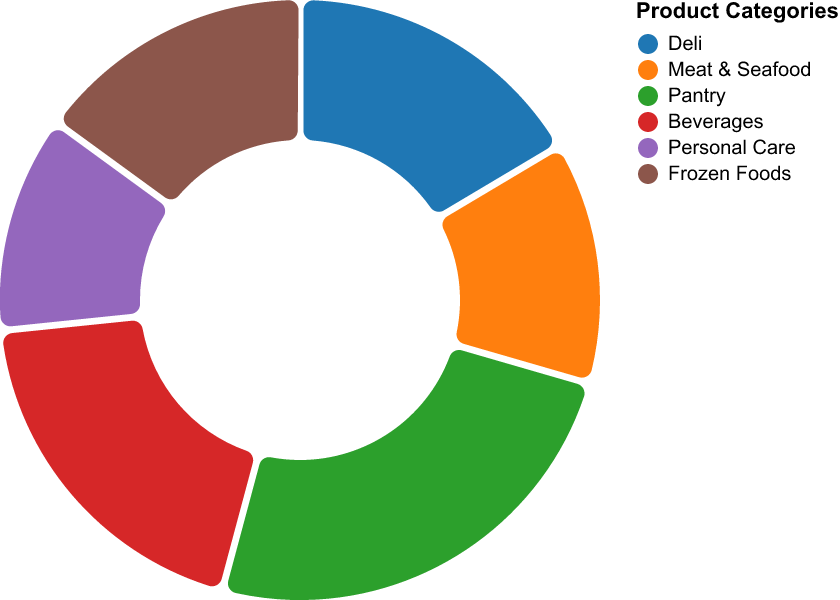 Product Categories
Deli
Meat & Seafood
Pantry
Beverages
Personal Care
Frozen Foods